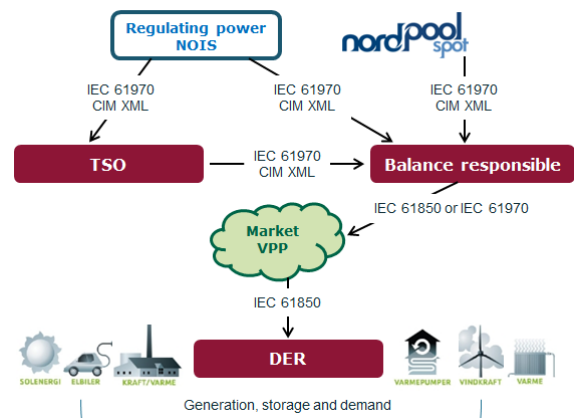 Regulating power
NOIS
nordpool
spot
IEC 61970
CIM XML
IEC 61970
CIM XML
IEC 61970
CIM XML
TSO
IEC 61970
CIM XML
Balance responsible
IEC 61850 or IEC 61970
Market
VPP
IEC 61850
DER
SOLENERGI
ELBILER
KRAFT/VARME
VARMEPUMPER
VINDKRAFT
VARME
Generation, storage and demand